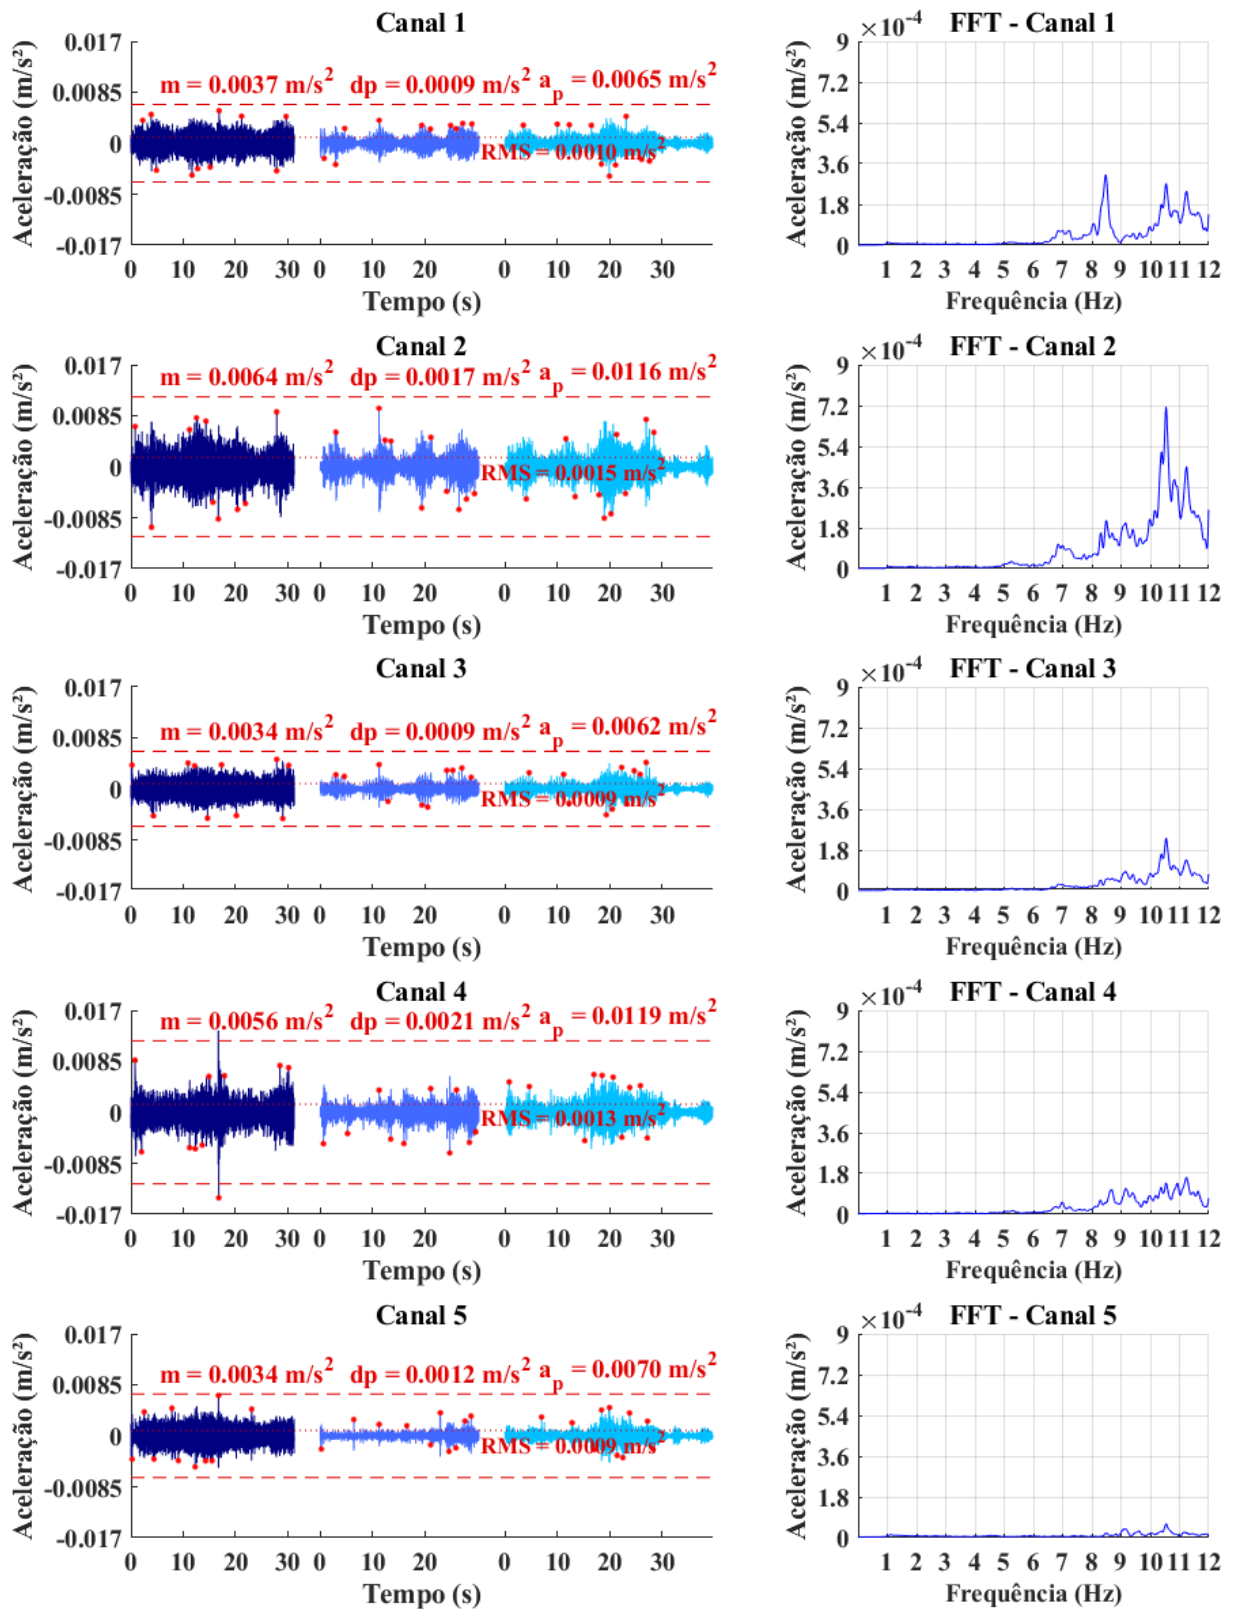 Canal 1
Aceleração (m/s²)
0.017
0.0085
0
-0.0085
-0.017
m = 0.0037 m/s² dp = 0.0009 m/s² a_p = 0.0065 m/s²
RMS = 0.0010 m/s²
0 10 20 30 0 10 20 0 10 20 30
Tempo (s)
FFT - Canal 1
×10⁻⁴
Aceleração (m/s²)
9
7.2
5.4
3.6
1.8
0
1 2 3 4 5 6 7 8 9 10 11 12
Frequência (Hz)
Canal 2
Aceleração (m/s²)
0.017
0.0085
0
-0.0085
-0.017
m = 0.0064 m/s² dp = 0.0017 m/s² a_p = 0.0116 m/s²
RMS = 0.0015 m/s²
0 10 20 30 0 10 20 0 10 20 30
Tempo (s)
FFT - Canal 2
×10⁻⁴
Aceleração (m/s²)
9
7.2
5.4
3.6
1.8
0
1 2 3 4 5 6 7 8 9 10 11 12
Frequência (Hz)
Canal 3
Aceleração (m/s²)
0.017
0.0085
0
-0.0085
-0.017
m = 0.0034 m/s² dp = 0.0009 m/s² a_p = 0.0062 m/s²
RMS = 0.0009 m/s²
0 10 20 30 0 10 20 0 10 20 30
Tempo (s)
FFT - Canal 3
×10⁻⁴
Aceleração (m/s²)
9
7.2
5.4
3.6
1.8
0
1 2 3 4 5 6 7 8 9 10 11 12
Frequência (Hz)
Canal 4
Aceleração (m/s²)
0.017
0.0085
0
-0.0085
-0.017
m = 0.0056 m/s² dp = 0.0021 m/s² a_p = 0.0119 m/s²
RMS = 0.0013 m/s²
0 10 20 30 0 10 20 0 10 20 30
Tempo (s)
FFT - Canal 4
×10⁻⁴
Aceleração (m/s²)
9
7.2
5.4
3.6
1.8
0
1 2 3 4 5 6 7 8 9 10 11 12
Frequência (Hz)
Canal 5
Aceleração (m/s²)
0.017
0.0085
0
-0.0085
-0.017
m = 0.0034 m/s² dp = 0.0012 m/s² a_p = 0.0070 m/s²
RMS = 0.0009 m/s²
0 10 20 30 0 10 20 0 10 20 30
Tempo (s)
FFT - Canal 5
×10⁻⁴
Aceleração (m/s²)
9
7.2
5.4
3.6
1.8
0
1 2 3 4 5 6 7 8 9 10 11 12
Frequência (Hz)